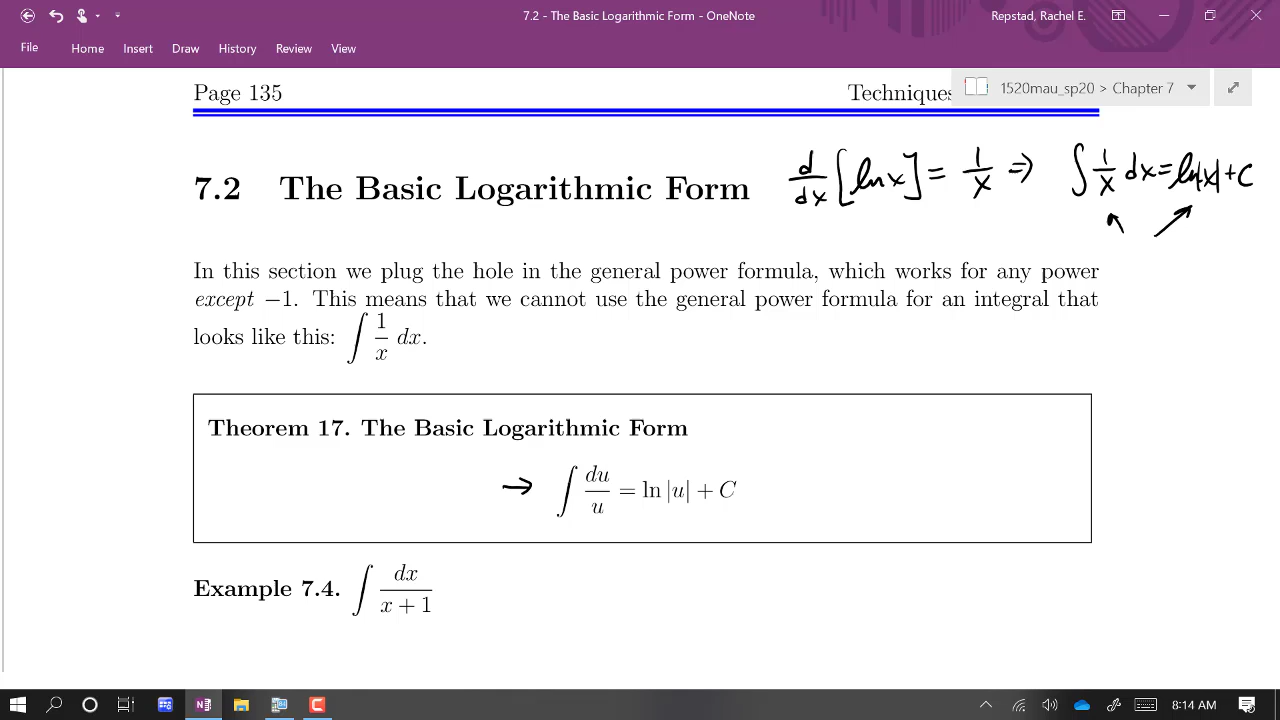 7.2 - The Basic Logarithmic Form - OneNote
Repstad, Rachel E.
File Home Insert Draw History Review View
Page 135
Techniques
1520mau_sp20 > Chapter 7
7.2 The Basic Logarithmic Form
d/dx [ln x] = 1/x ⇒ ∫ 1/x dx = ln|x| + C
In this section we plug the hole in the general power formula, which works for any power
except −1. This means that we cannot use the general power formula for an integral that
looks like this: ∫ 1/x dx.
Theorem 17. The Basic Logarithmic Form
→ ∫ du/u = ln |u| + C
Example 7.4. ∫ dx/(x + 1)
8:14 AM